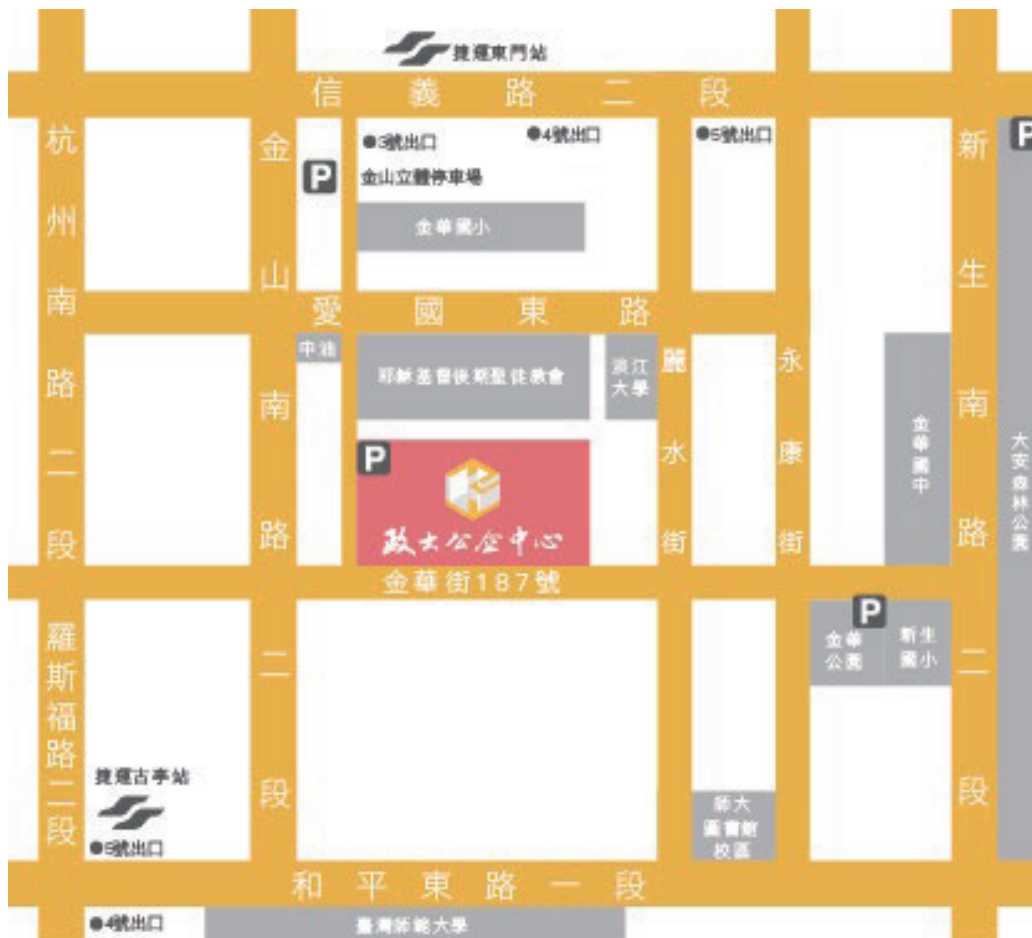 捷運東門站
信義路二段
杭州南路二段
金山南路二段
新生南路二段
●3號出口
●4號出口
●5號出口
P
P
金山立體停車場
金華國小
愛國東路
中油
耶穌基督後期聖徒教會
淡江
大學
麗水街
永康街
金華國中
大安森林公園
P
政大公企中心
金華街187號
羅斯福路二段
P
金華
公園
新生
國小
捷運古亭站
●5號出口
師大
圖書館
校區
和平東路一段
●4號出口
臺灣師範大學